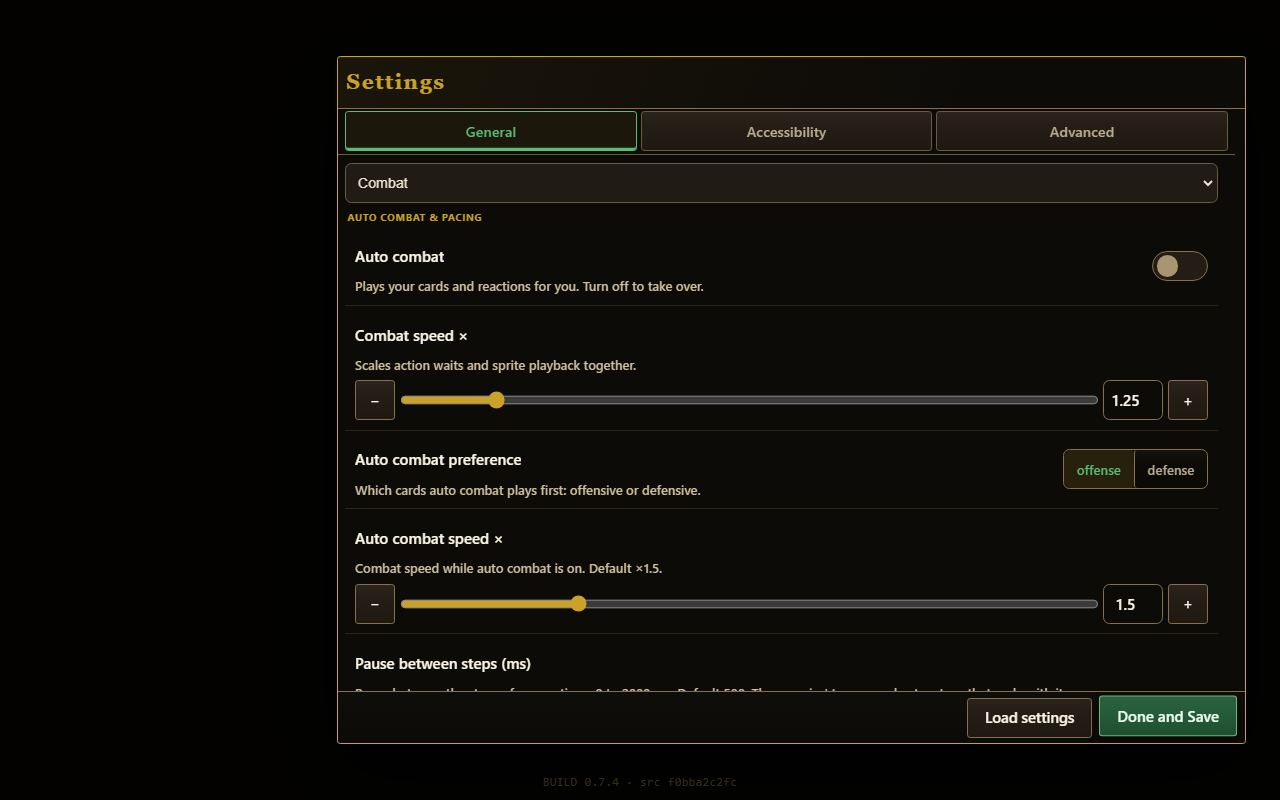 Settings
General
Accessibility
Advanced
Combat
AUTO COMBAT & PACING
Auto combat
Plays your cards and reactions for you. Turn off to take over.
Combat speed ×
Scales action waits and sprite playback together.
−
1.25
+
Auto combat preference
offense
defense
Which cards auto combat plays first: offensive or defensive.
Auto combat speed ×
Combat speed while auto combat is on. Default ×1.5.
−
1.5
+
Pause between steps (ms)
Load settings
Done and Save
BUILD 0.7.4 · src f0bba2c2fc